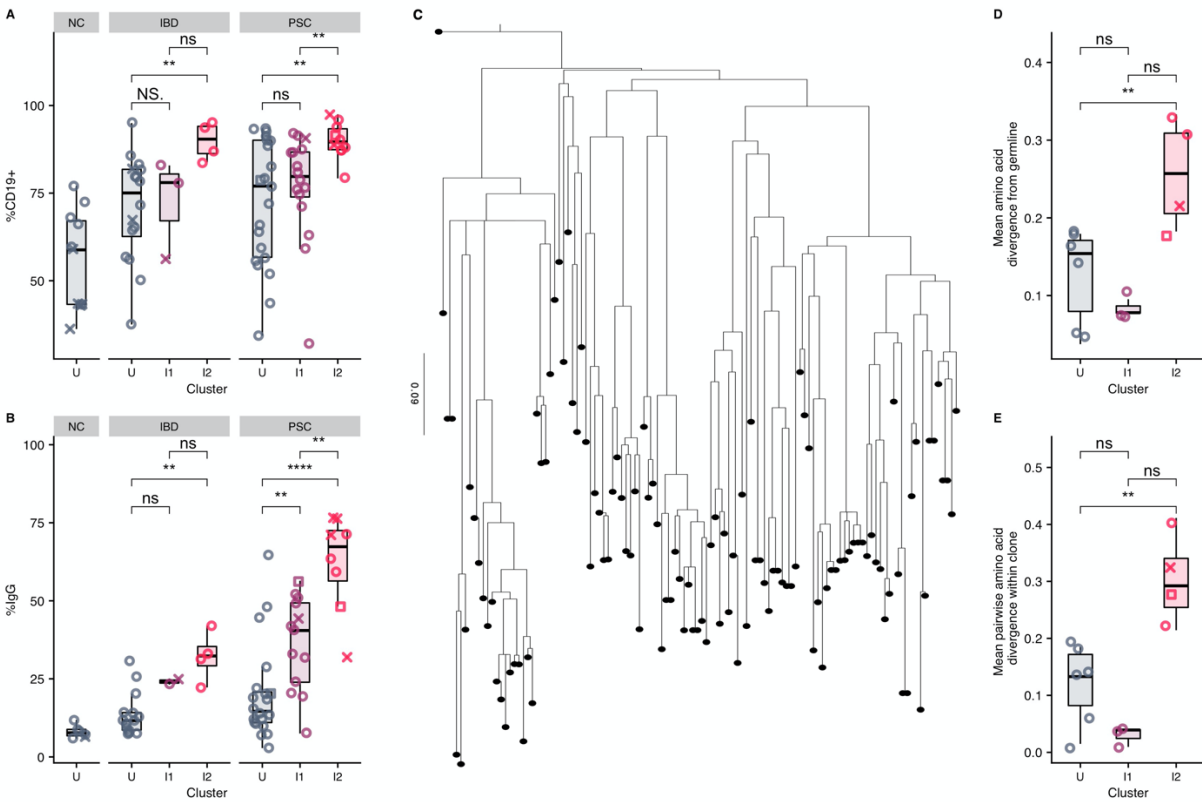 A
NC
IBD
PSC
ns
**
**
**
NS.
ns
100
75
50
%CD19+
U
U
I1
I2
U
I1
I2
Cluster
B
NC
IBD
PSC
ns
**
**
****
ns
**
100
75
50
25
0
%IgG
U
U
I1
I2
U
I1
I2
Cluster
C
0.09
D
ns
ns
**
0.4
0.3
0.2
0.1
Mean amino acid
divergence from germline
U
I1
I2
Cluster
E
ns
ns
**
0.5
0.4
0.3
0.2
0.1
0.0
Mean pairwise amino acid
divergence within clone
U
I1
I2
Cluster